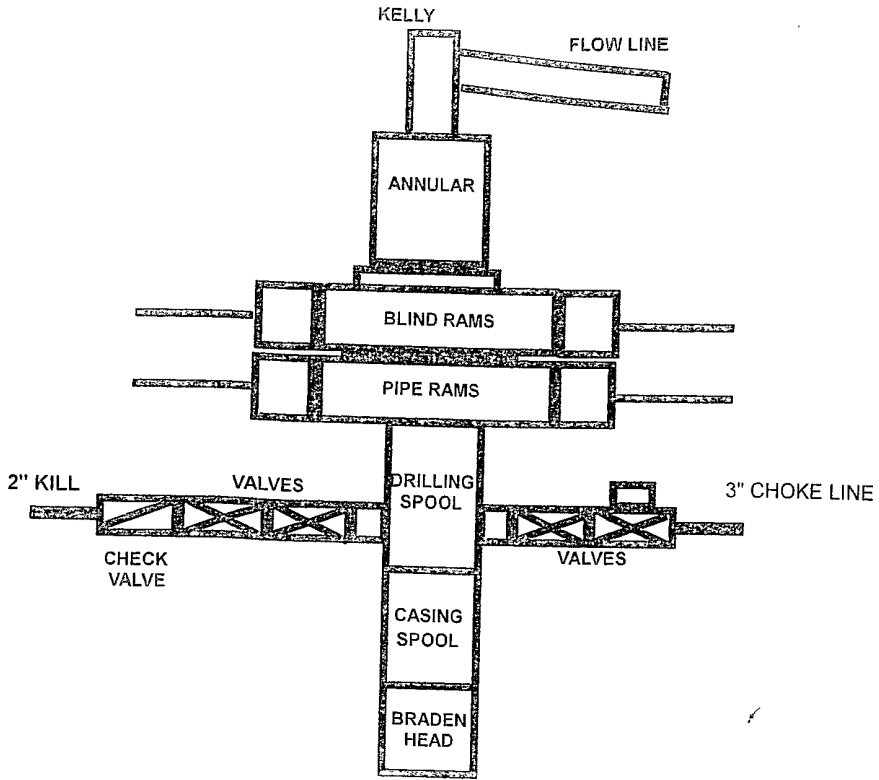 KELLY
FLOW LINE
ANNULAR
BLIND RAMS
PIPE RAMS
2" KILL
VALVES
DRILLING
SPOOL
3" CHOKE LINE
CHECK
VALVE
VALVES
CASING
SPOOL
BRADEN
HEAD